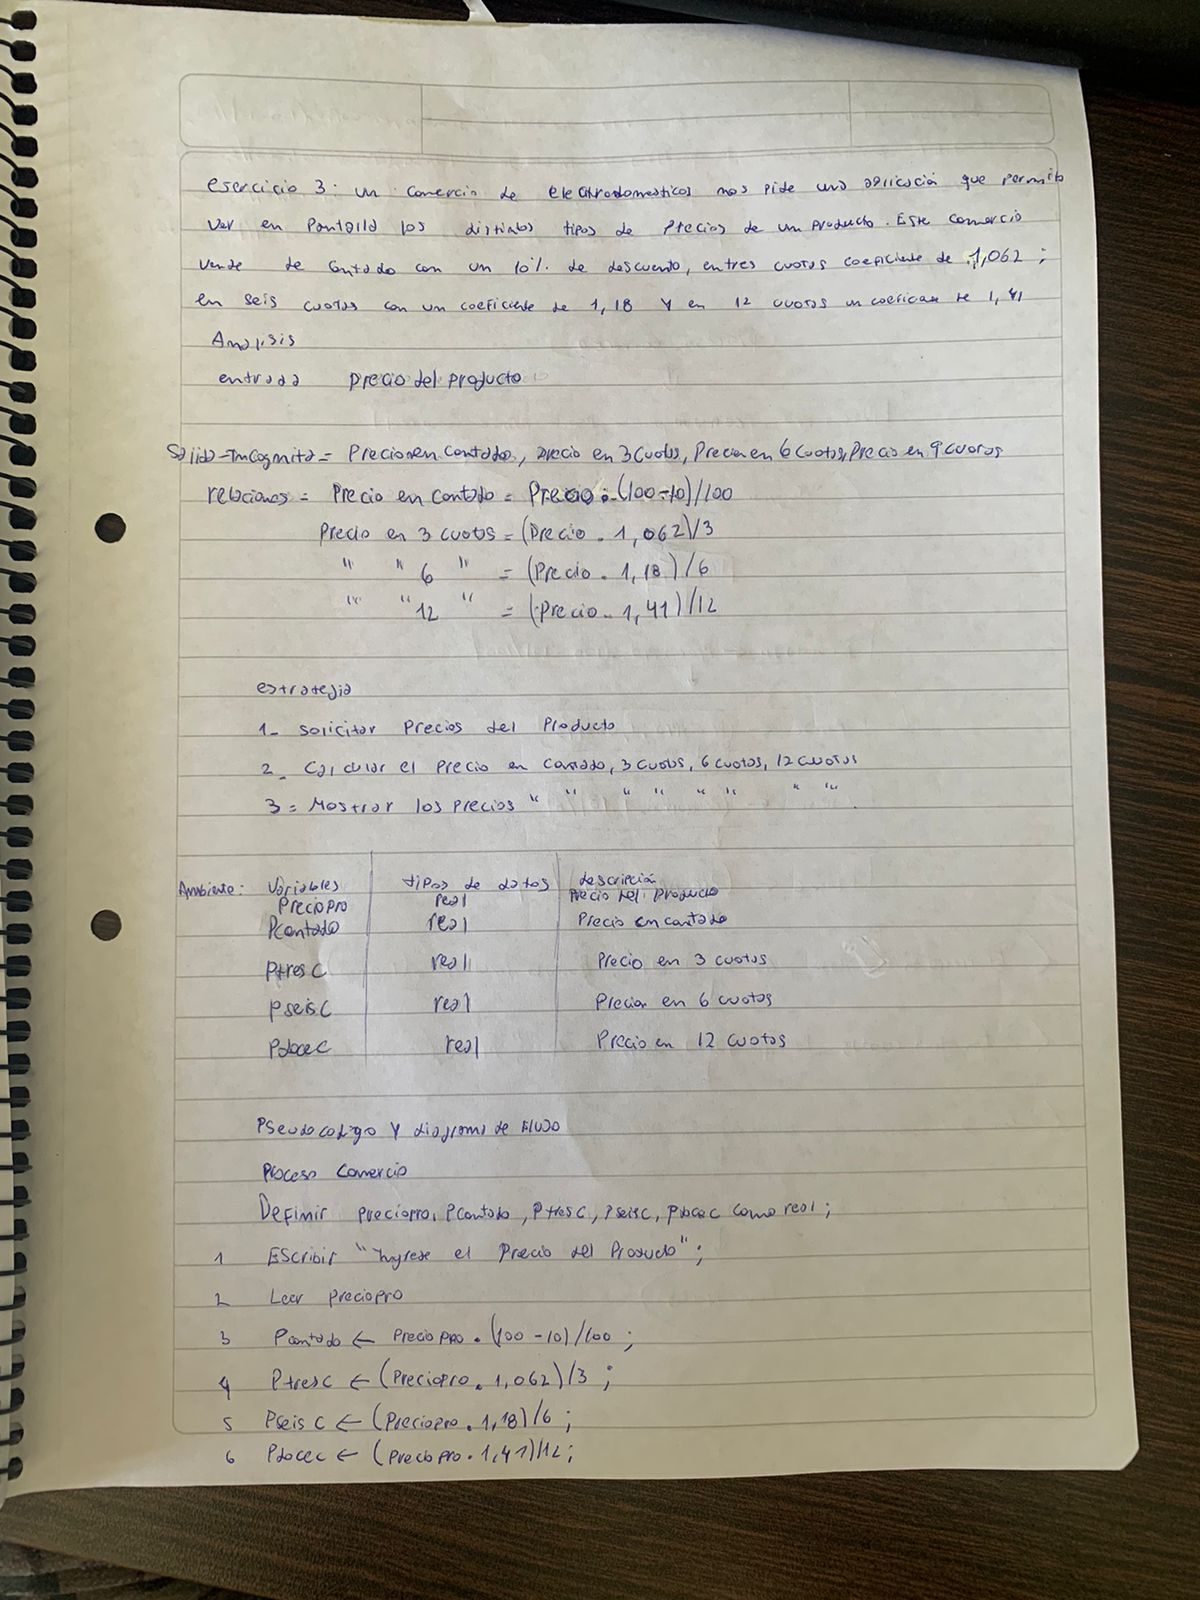 esercicio 3: un comercio de electrodomesticos nos pide una aplicación que permita
ver en Pantalla los distintos tipos de Precios de un Producto. Este comercio
vende de Contado con un 10% de descuento, en tres cuotas coeficiente de 1,062;
en seis cuotas con un coeficiente de 1,18 Y en 12 cuotas un coeficiente de 1,41
Analisis
entrada precio del producto
Salida-Incognita = Precio en contado, precio en 3 cuotas, Precio en 6 cuotas, Precio en 9 cuotas
relaciones = Precio en contado = Precio . (100-10)/100
Precio en 3 cuotas = (Precio . 1,062)/3
" " 6 " = (Precio . 1,18)/6
" " 12 " = (Precio . 1,41)/12
estrategia
1- Solicitar Precios del Producto
2- Calcular el Precio en Contado, 3 cuotas, 6 cuotas, 12 cuotas
3= Mostrar los Precios " " " " " " " "
Ambiente: Variables tipos de datos descripción
PrecioPro real Precio del Producto
Pcontado real Precio en contado
PtresC real Precio en 3 cuotas
PseisC real Precio en 6 cuotas
PdoceC real Precio en 12 cuotas
Pseudocodigo Y diagrama de Flujo
Proceso Comercio
Definir preciopro, Pcontado, PtresC, PseisC, PdoceC como real;
1 Escribir "Ingrese el Precio del Producto";
2 Leer preciopro
3 Pcontado ← PrecioPRO . (100-10)/100;
4 PtresC ← (Preciopro . 1,062)/3;
5 PseisC ← (Preciopro . 1,18)/6;
6 Pdocec ← (preciopro . 1,41)/12;